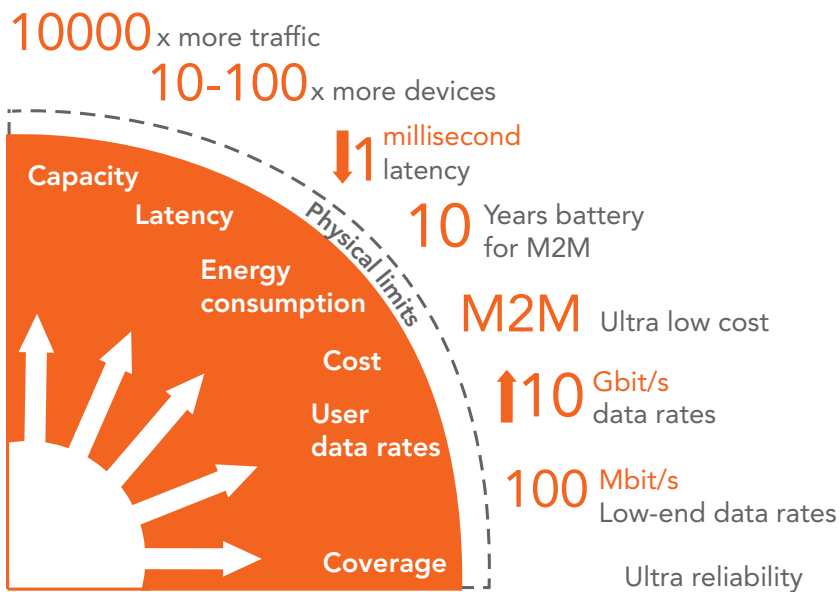 10000 x more traffic
10-100 x more devices
1 millisecond
latency
10 Years battery
for M2M
M2M Ultra low cost
10 Gbit/s
data rates
100 Mbit/s
Low-end data rates
Ultra reliability
Physical limits
Capacity
Latency
Energy
consumption
Cost
User
data rates
Coverage